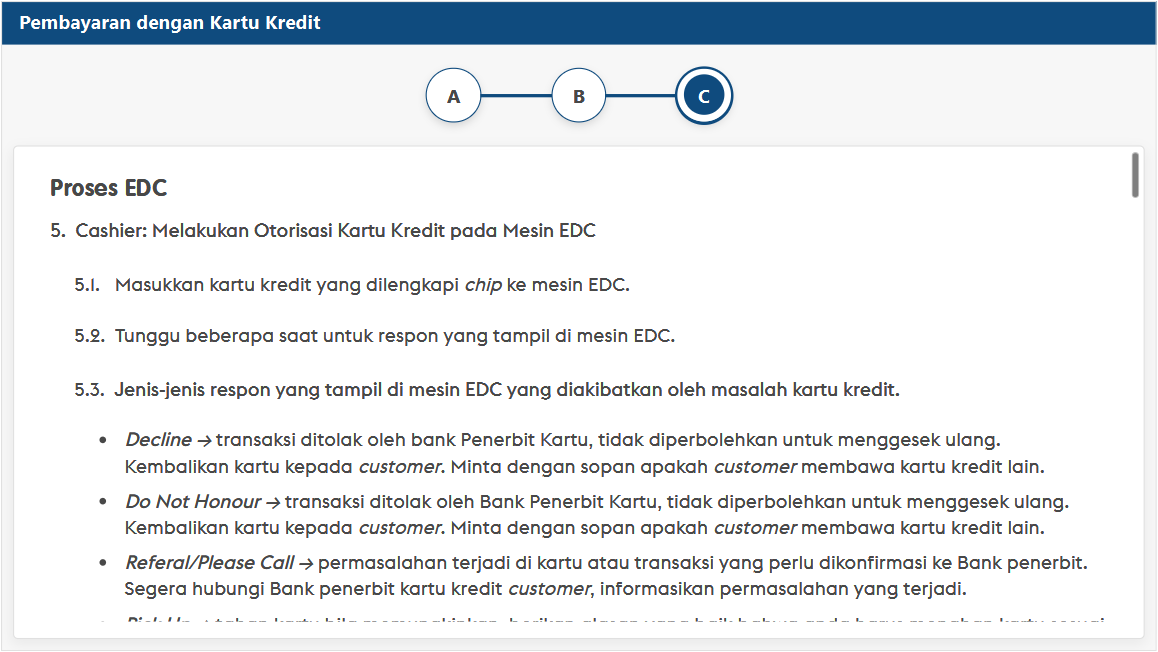 Pembayaran dengan Kartu Kredit
A
B
C
Proses EDC
5. Cashier: Melakukan Otorisasi Kartu Kredit pada Mesin EDC
5.1. Masukkan kartu kredit yang dilengkapi chip ke mesin EDC.
5.2. Tunggu beberapa saat untuk respon yang tampil di mesin EDC.
5.3. Jenis-jenis respon yang tampil di mesin EDC yang diakibatkan oleh masalah kartu kredit.
• Decline → transaksi ditolak oleh bank Penerbit Kartu, tidak diperbolehkan untuk menggesek ulang.
Kembalikan kartu kepada customer. Minta dengan sopan apakah customer membawa kartu kredit lain.
• Do Not Honour → transaksi ditolak oleh Bank Penerbit Kartu, tidak diperbolehkan untuk menggesek ulang.
Kembalikan kartu kepada customer. Minta dengan sopan apakah customer membawa kartu kredit lain.
• Referal/Please Call → permasalahan terjadi di kartu atau transaksi yang perlu dikonfirmasi ke Bank penerbit.
Segera hubungi Bank penerbit kartu kredit customer, informasikan permasalahan yang terjadi.